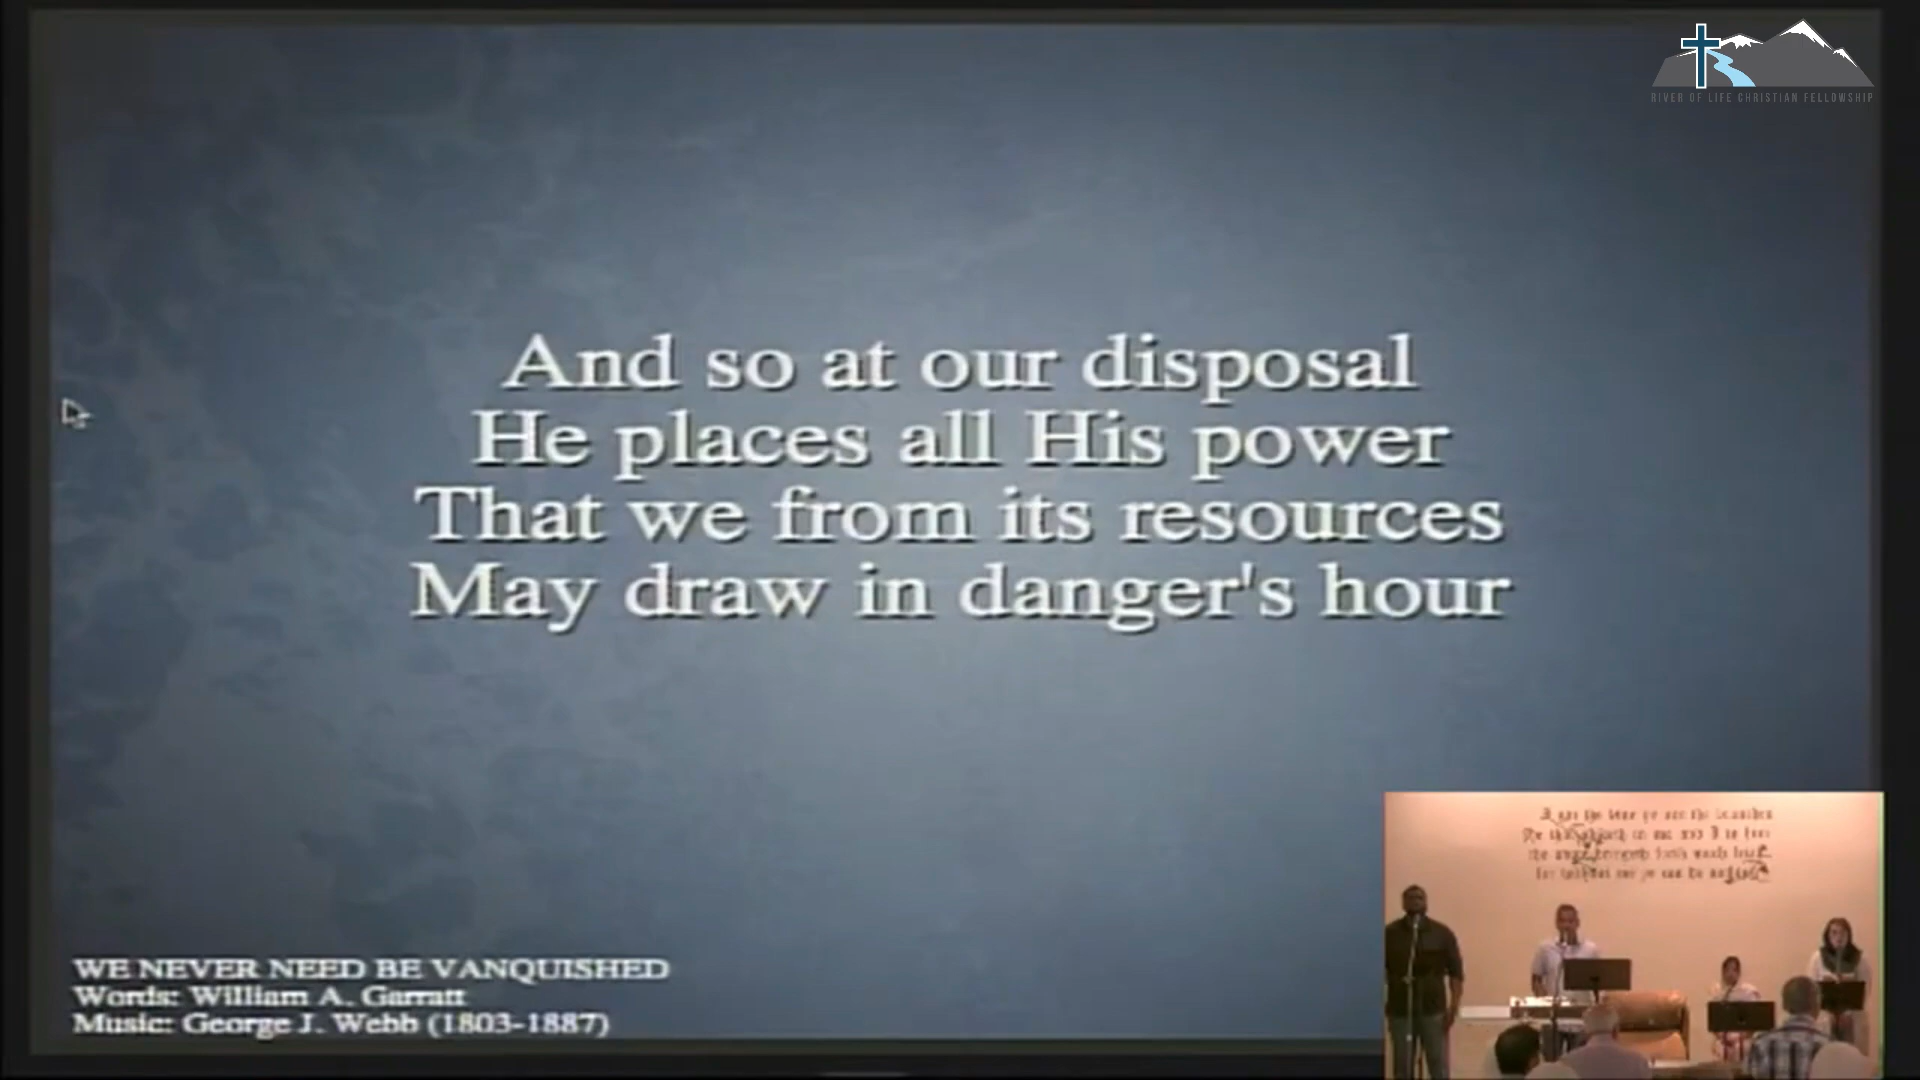 RIVER OF LIFE CHRISTIAN FELLOWSHIP
And so at our disposal
He places all His power
That we from its resources
May draw in danger's hour
WE NEVER NEED BE VANQUISHED
Words: William A. Garratt
Music: George J. Webb (1803-1887)